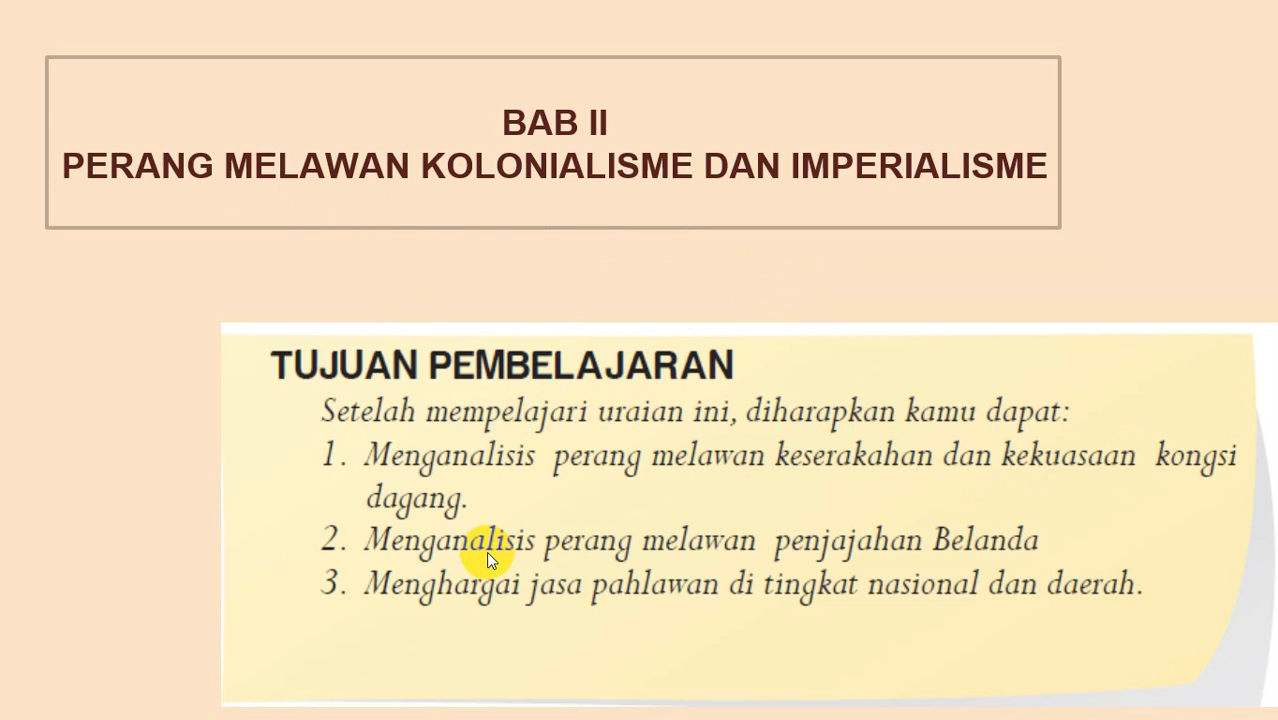 BAB II
PERANG MELAWAN KOLONIALISME DAN IMPERIALISME
TUJUAN PEMBELAJARAN
Setelah mempelajari uraian ini, diharapkan kamu dapat:
1. Menganalisis perang melawan keserakahan dan kekuasaan kongsi
dagang.
2. Menganalisis perang melawan penjajahan Belanda
3. Menghargai jasa pahlawan di tingkat nasional dan daerah.